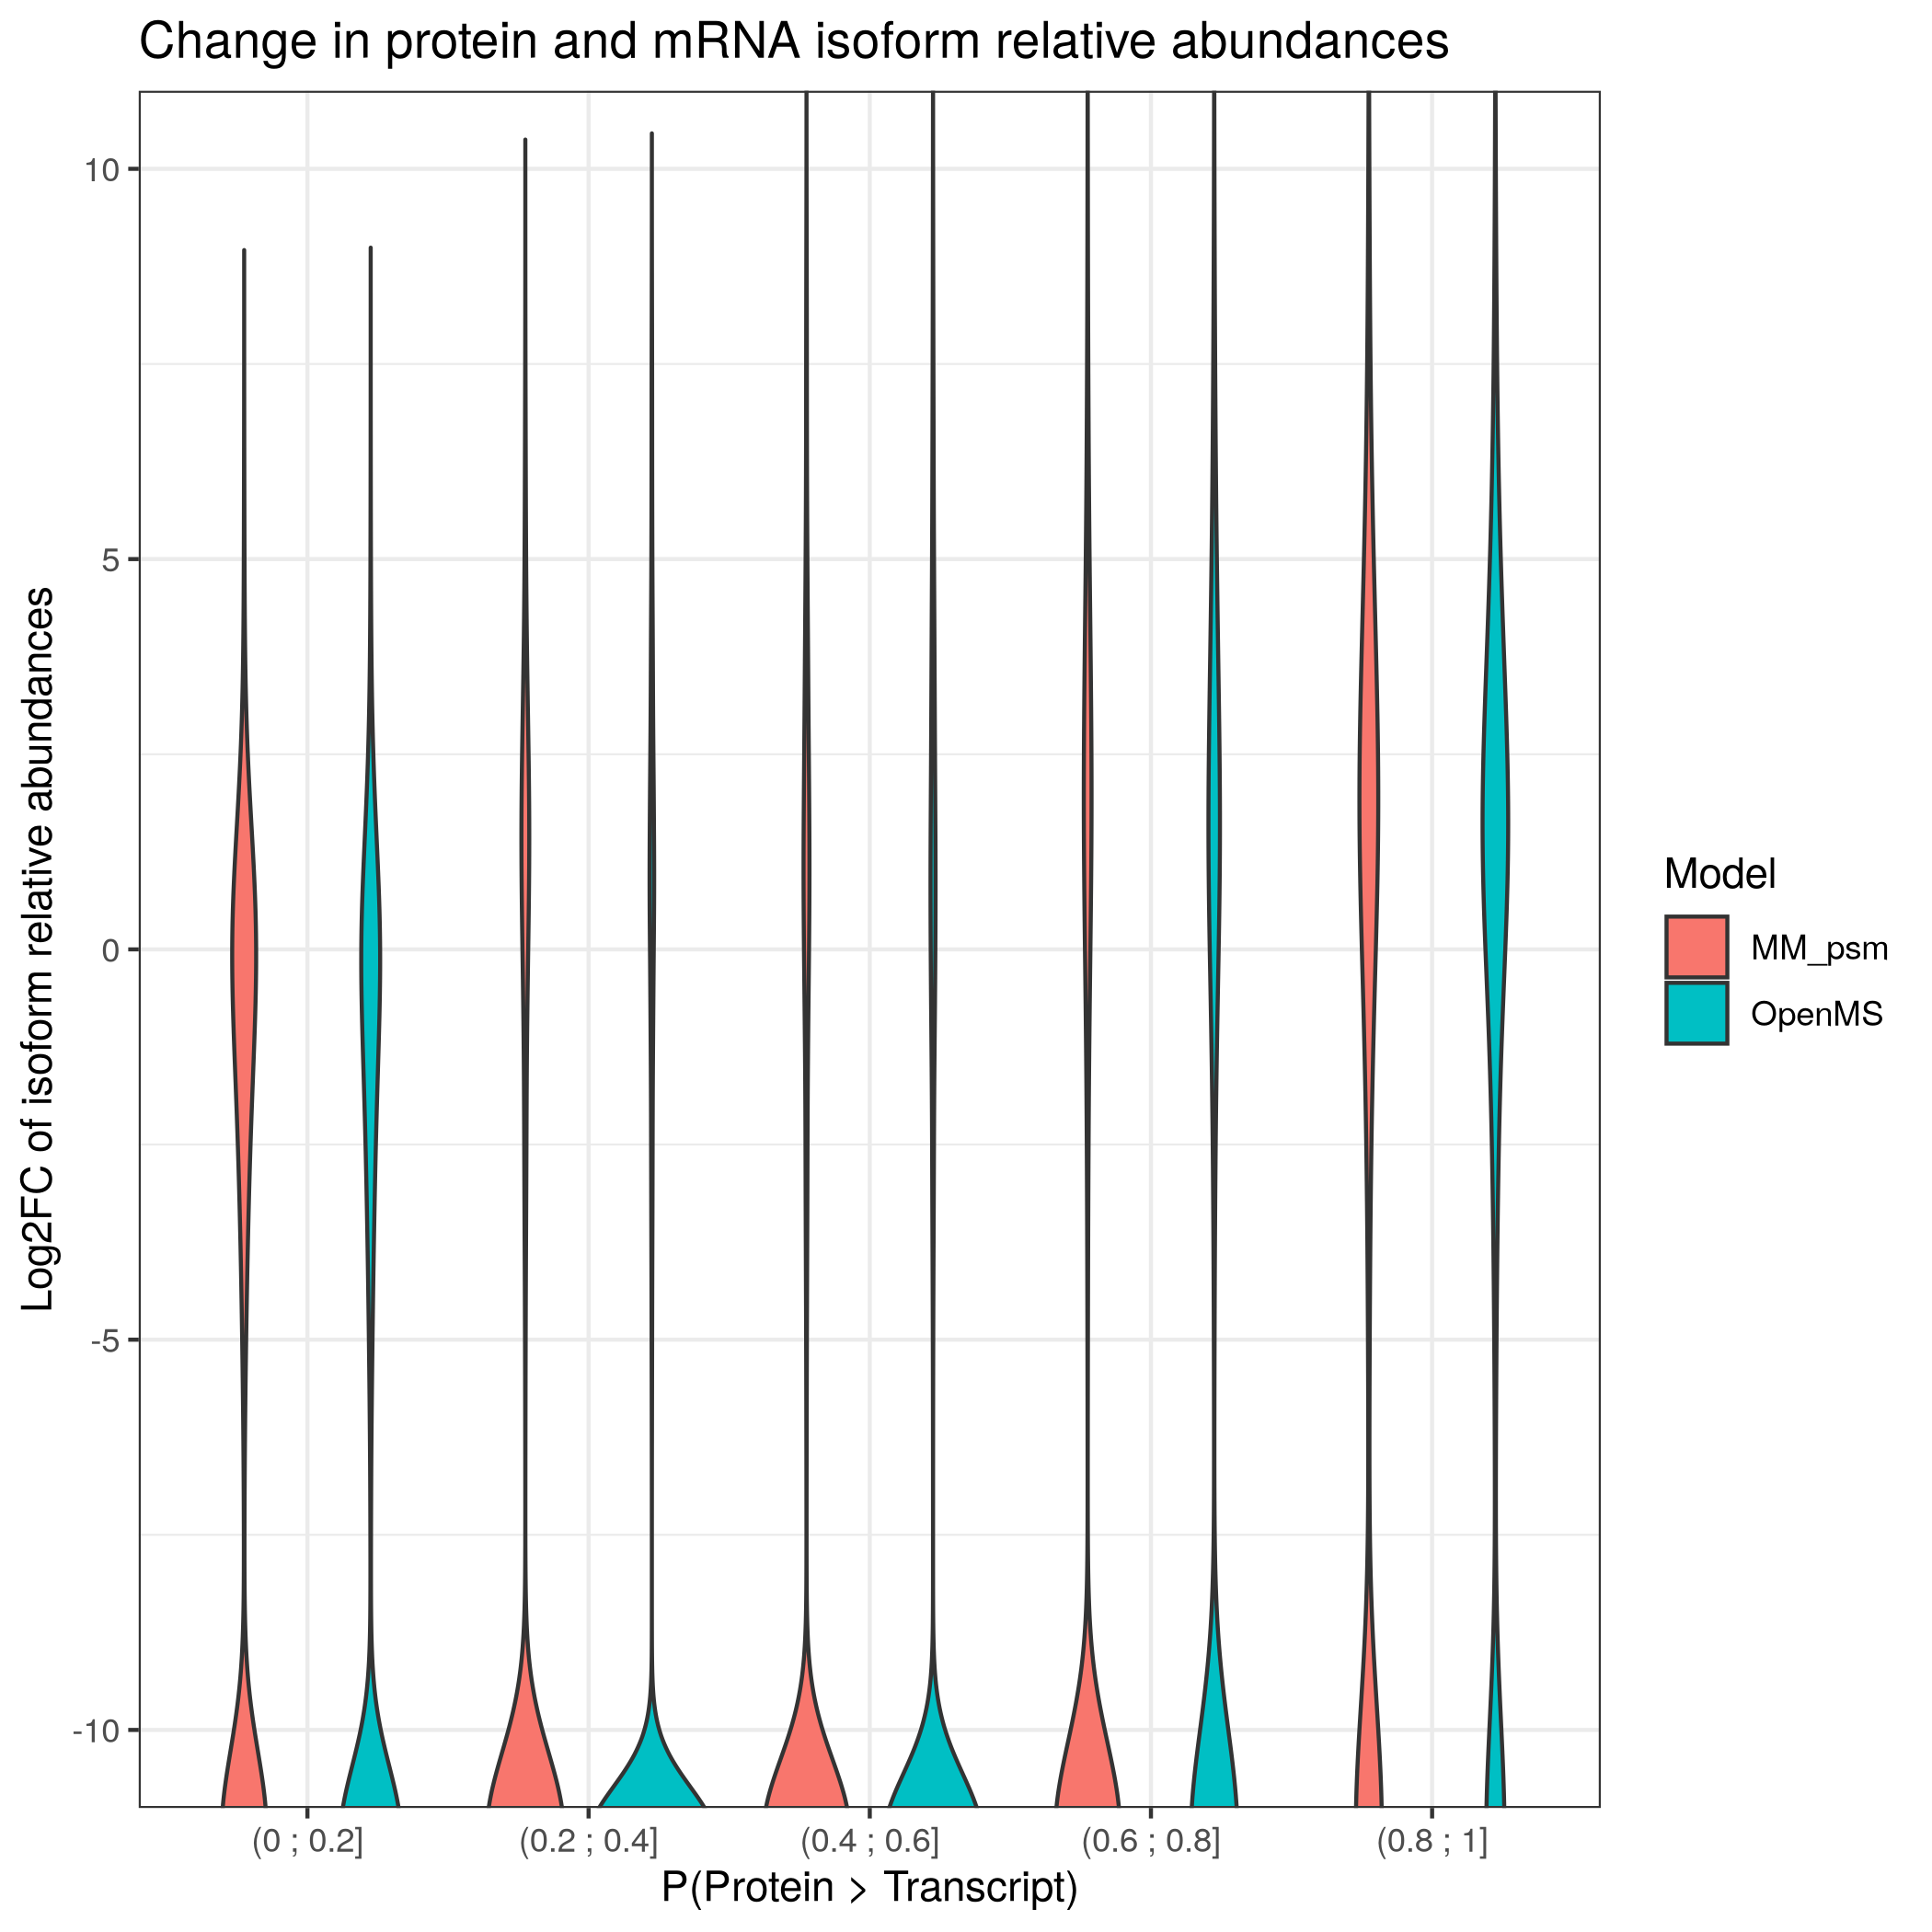 Change in protein and mRNA isoform relative abundances
Log2FC of isoform relative abundances
10
5
0
-5
-10
(0 ; 0.2]
(0.2 ; 0.4]
(0.4 ; 0.6]
(0.6 ; 0.8]
(0.8 ; 1]
P(Protein > Transcript)
Model
MM_psm
OpenMS